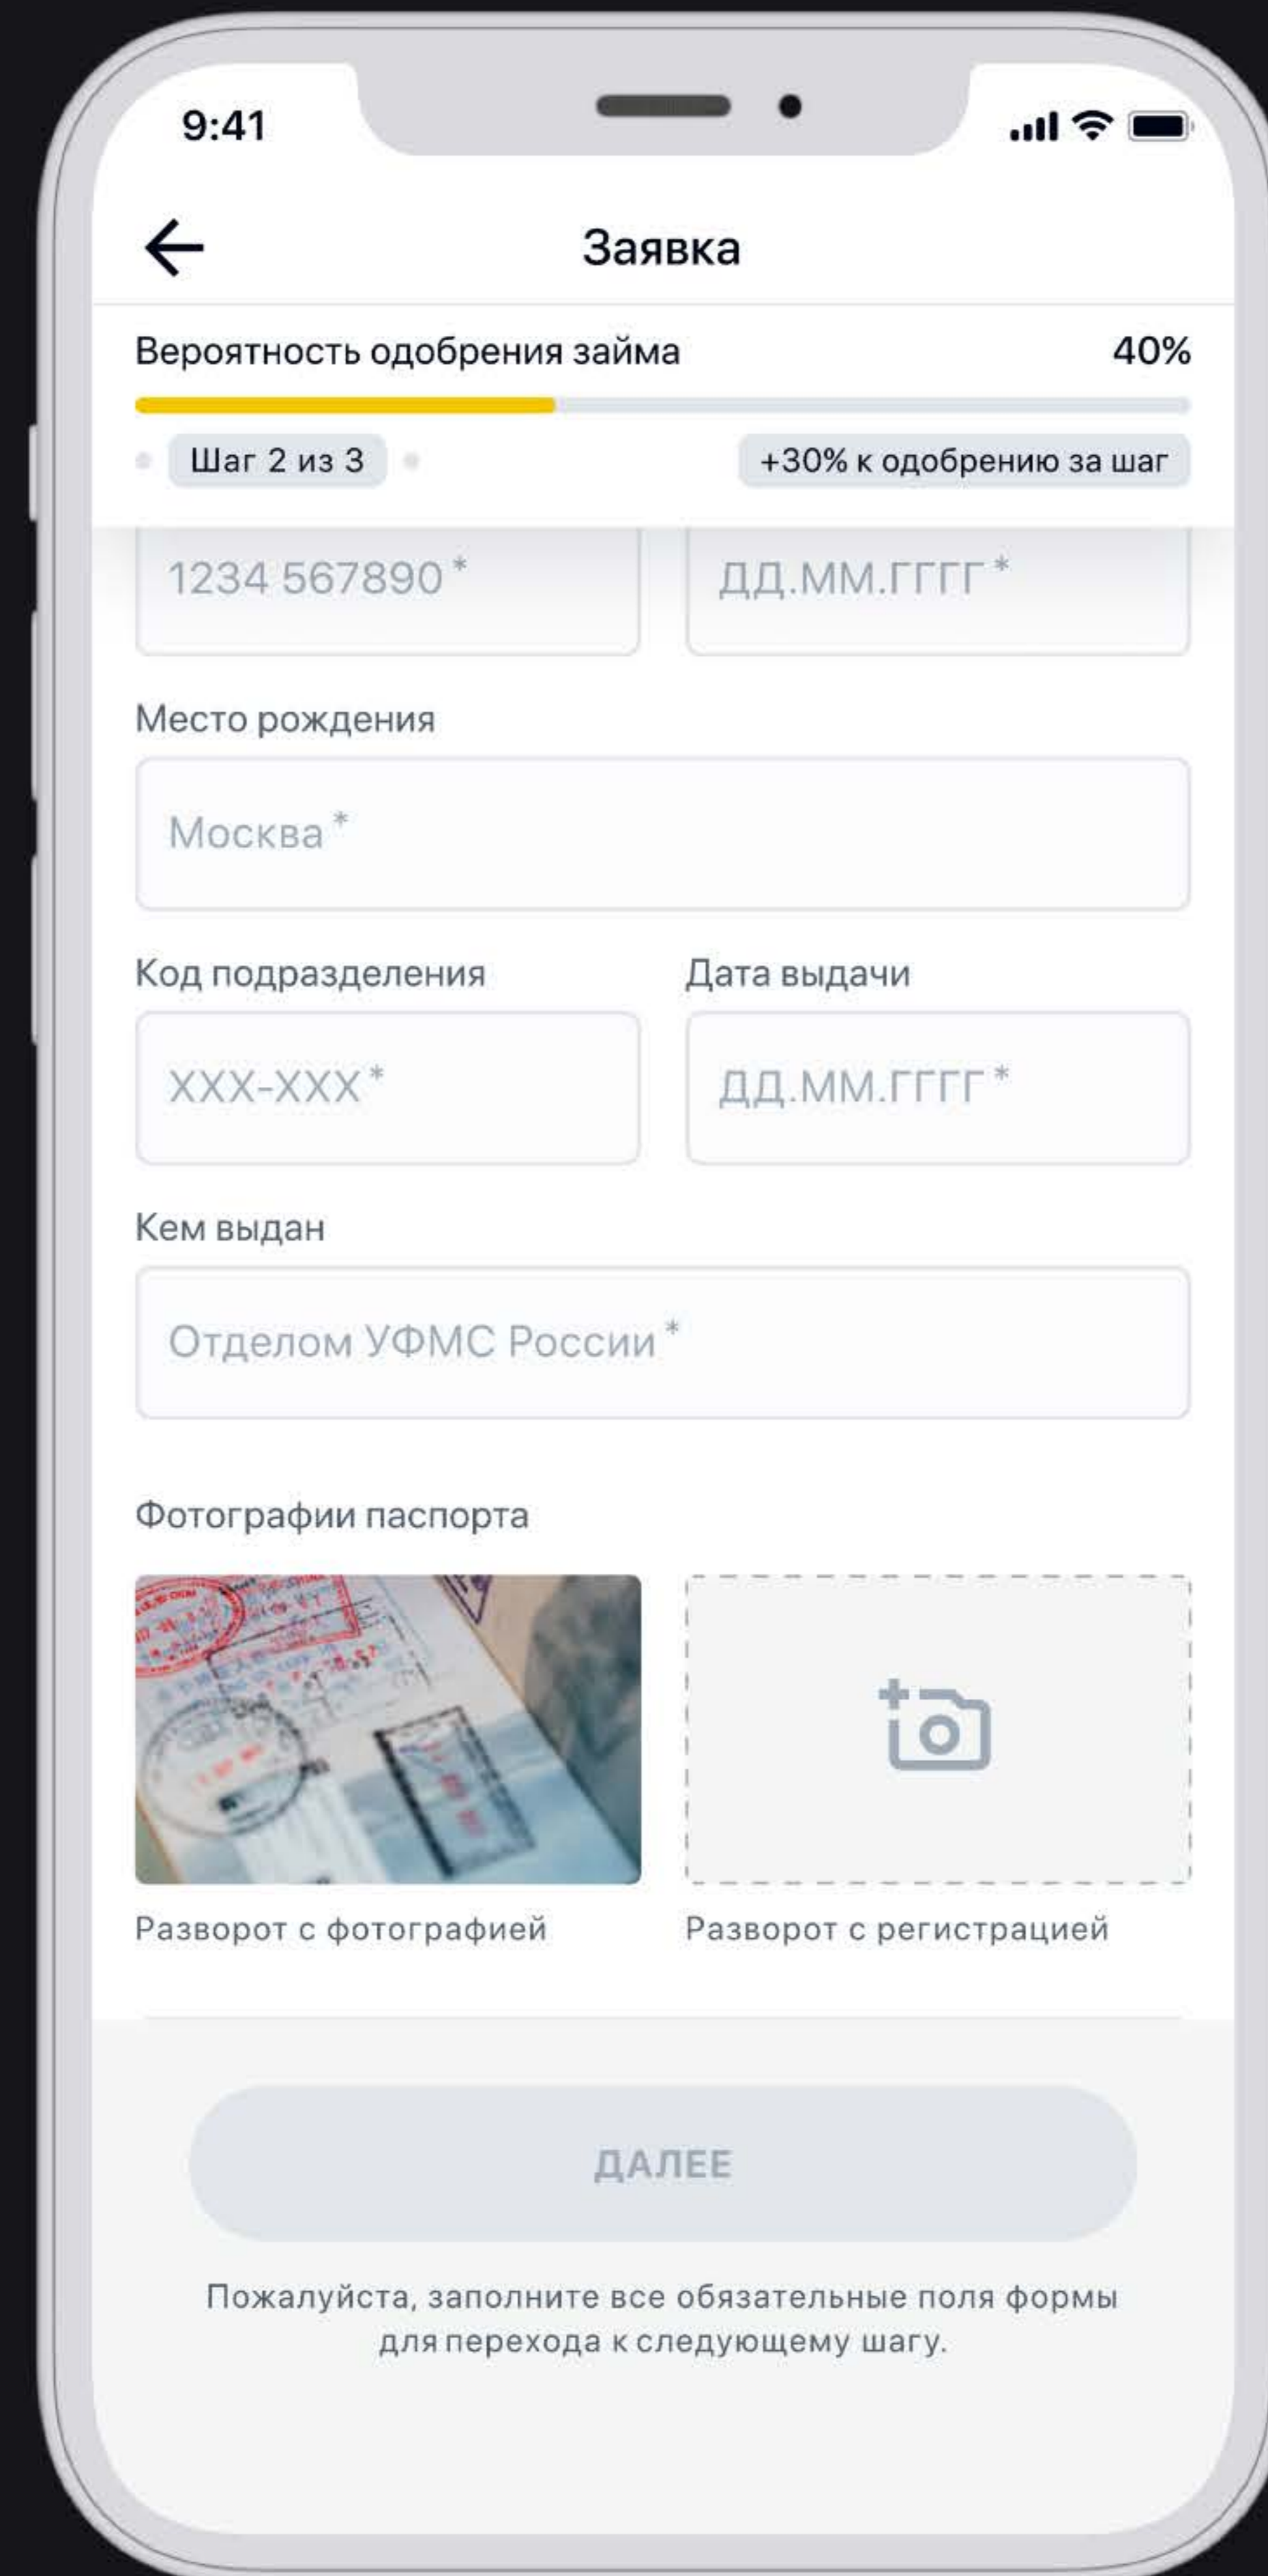 9:41
Заявка
Вероятность одобрения займа 40%
Шаг 2 из 3 +30% к одобрению за шаг
1234 567890* ДД.ММ.ГГГГ*
Место рождения
Москва*
Код подразделения Дата выдачи
XXX-XXX* ДД.ММ.ГГГГ*
Кем выдан
Отделом УФМС России*
Фотографии паспорта
Разворот с фотографией Разворот с регистрацией
ДАЛЕЕ
Пожалуйста, заполните все обязательные поля формы
для перехода к следующему шагу.